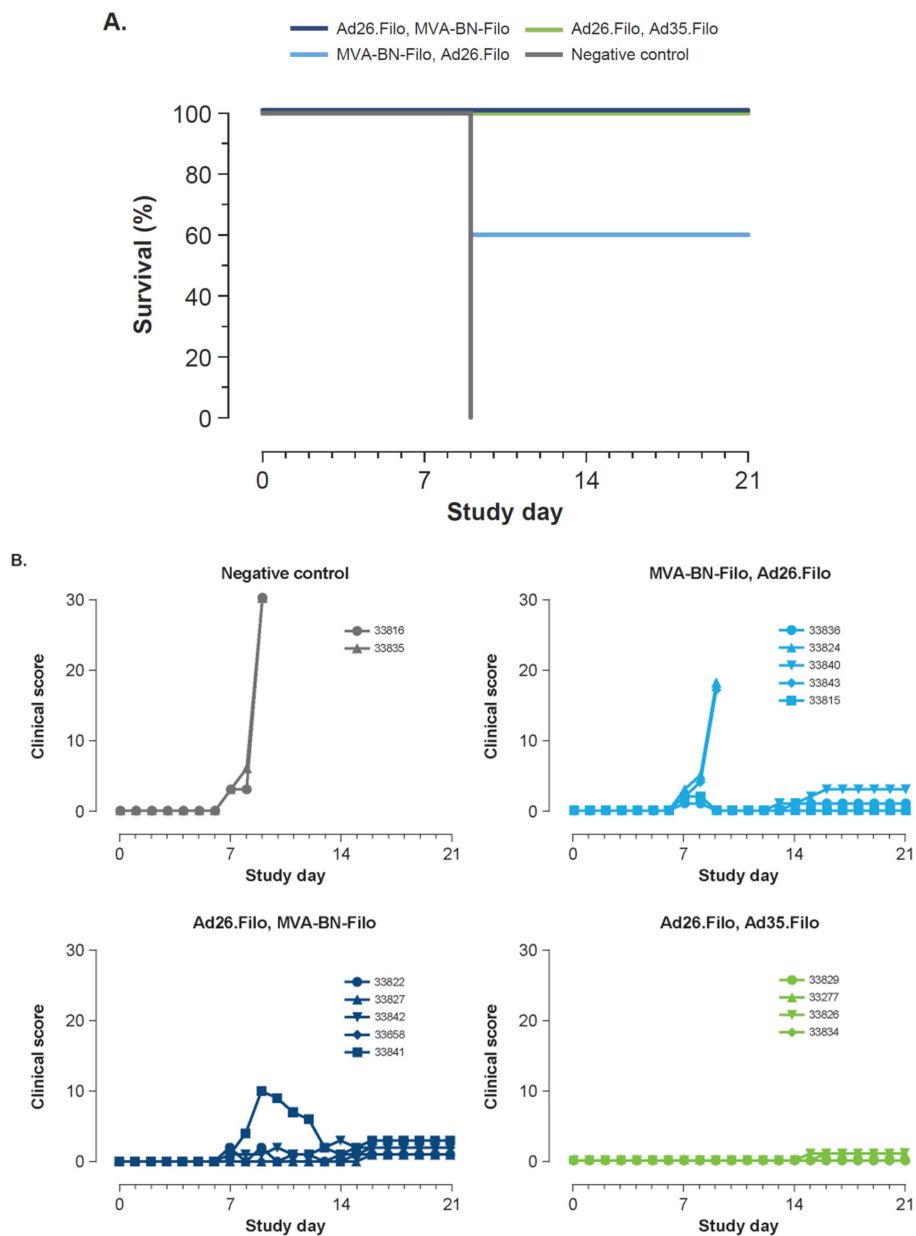 A.
Ad26.Filo, MVA-BN-Filo Ad26.Filo, Ad35.Filo
MVA-BN-Filo, Ad26.Filo Negative control
Survival (%)
100
80
60
40
20
0
0 7 14 21
Study day
B.
Negative control
Clinical score
30
20
10
0
33816
33835
0 7 14 21
Study day
MVA-BN-Filo, Ad26.Filo
Clinical score
30
20
10
0
33836
33824
33840
33843
33815
0 7 14 21
Study day
Ad26.Filo, MVA-BN-Filo
Clinical score
30
20
10
0
33822
33827
33842
33658
33841
0 7 14 21
Study day
Ad26.Filo, Ad35.Filo
Clinical score
30
20
10
0
33829
33277
33826
33834
0 7 14 21
Study day